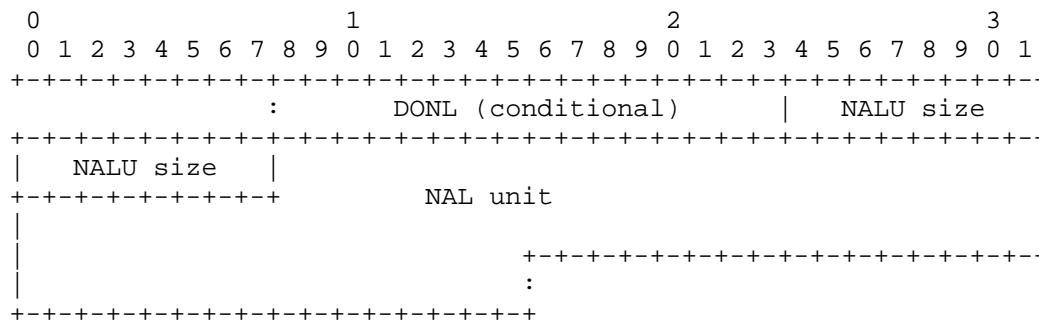 0                   1                   2                   3
0 1 2 3 4 5 6 7 8 9 0 1 2 3 4 5 6 7 8 9 0 1 2 3 4 5 6 7 8 9 0 1
+-+-+-+-+-+-+-+-+-+-+-+-+-+-+-+-+-+-+-+-+-+-+-+-+-+-+-+-+-+-+-+-
                :       DONL (conditional)      |   NALU size
+-+-+-+-+-+-+-+-+-+-+-+-+-+-+-+-+-+-+-+-+-+-+-+-+-+-+-+-+-+-+-+-
|   NALU size   |
+-+-+-+-+-+-+-+-+         NAL unit
|
|                               +-+-+-+-+-+-+-+-+-+-+-+-+-+-+-+-+-
|                               :
+-+-+-+-+-+-+-+-+-+-+-+-+-+-+-+-+